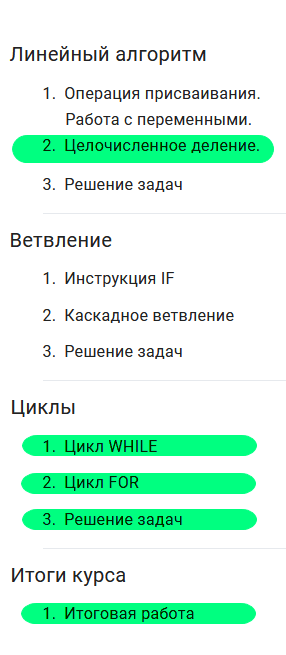 Линейный алгоритм
1. Операция присваивания.
Работа с переменными.
2. Целочисленное деление.
3. Решение задач
Ветвление
1. Инструкция IF
2. Каскадное ветвление
3. Решение задач
Циклы
1. Цикл WHILE
2. Цикл FOR
3. Решение задач
Итоги курса
1. Итоговая работа